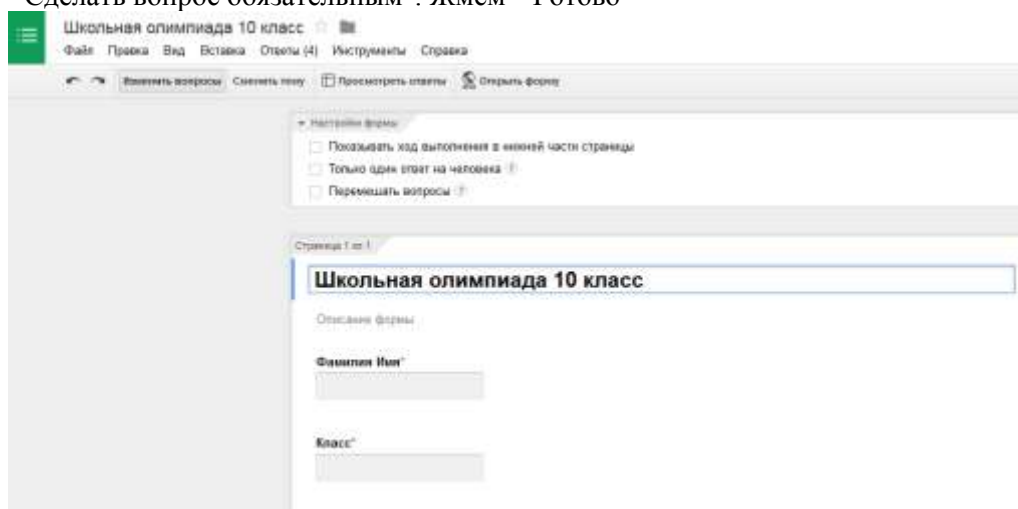 Сделать вопрос обязательным". Жмем " Готово"
Школьная олимпиада 10 класс
Файл Правка Вид Вставка Ответы (4) Инструменты Справка
Изменить вопросы Сменить тему Просмотреть ответы Открыть форму
Настройки формы
Показывать ход выполнения в нижней части страницы
Только один ответ на человека ?
Перемешать вопросы ?
Страница 1 из 1
Школьная олимпиада 10 класс
Описание формы
Фамилия Имя*
Класс*